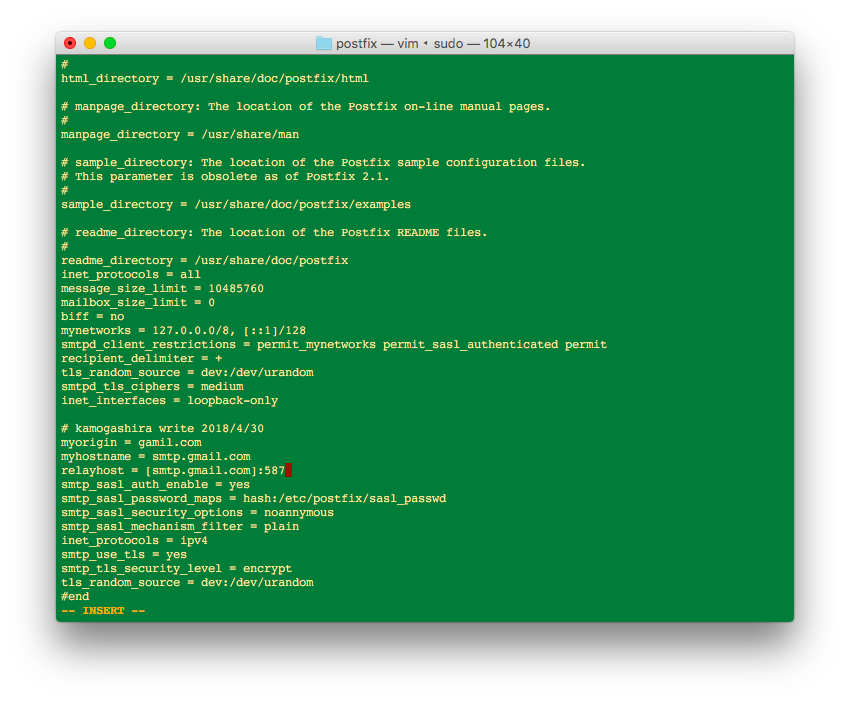 postfix — vim ◂ sudo — 104×40
#
html_directory = /usr/share/doc/postfix/html
# manpage_directory: The location of the Postfix on-line manual pages.
#
manpage_directory = /usr/share/man
# sample_directory: The location of the Postfix sample configuration files.
# This parameter is obsolete as of Postfix 2.1.
#
sample_directory = /usr/share/doc/postfix/examples
# readme_directory: The location of the Postfix README files.
#
readme_directory = /usr/share/doc/postfix
inet_protocols = all
message_size_limit = 10485760
mailbox_size_limit = 0
biff = no
mynetworks = 127.0.0.0/8, [::1]/128
smtpd_client_restrictions = permit_mynetworks permit_sasl_authenticated permit
recipient_delimiter = +
tls_random_source = dev:/dev/urandom
smtpd_tls_ciphers = medium
inet_interfaces = loopback-only
# kamogashira write 2018/4/30
myorigin = gamil.com
myhostname = smtp.gmail.com
relayhost = [smtp.gmail.com]:587
smtp_sasl_auth_enable = yes
smtp_sasl_password_maps = hash:/etc/postfix/sasl_passwd
smtp_sasl_security_options = noannymous
smtp_sasl_mechanism_filter = plain
inet_protocols = ipv4
smtp_use_tls = yes
smtp_tls_security_level = encrypt
tls_random_source = dev:/dev/urandom
#end
-- INSERT --